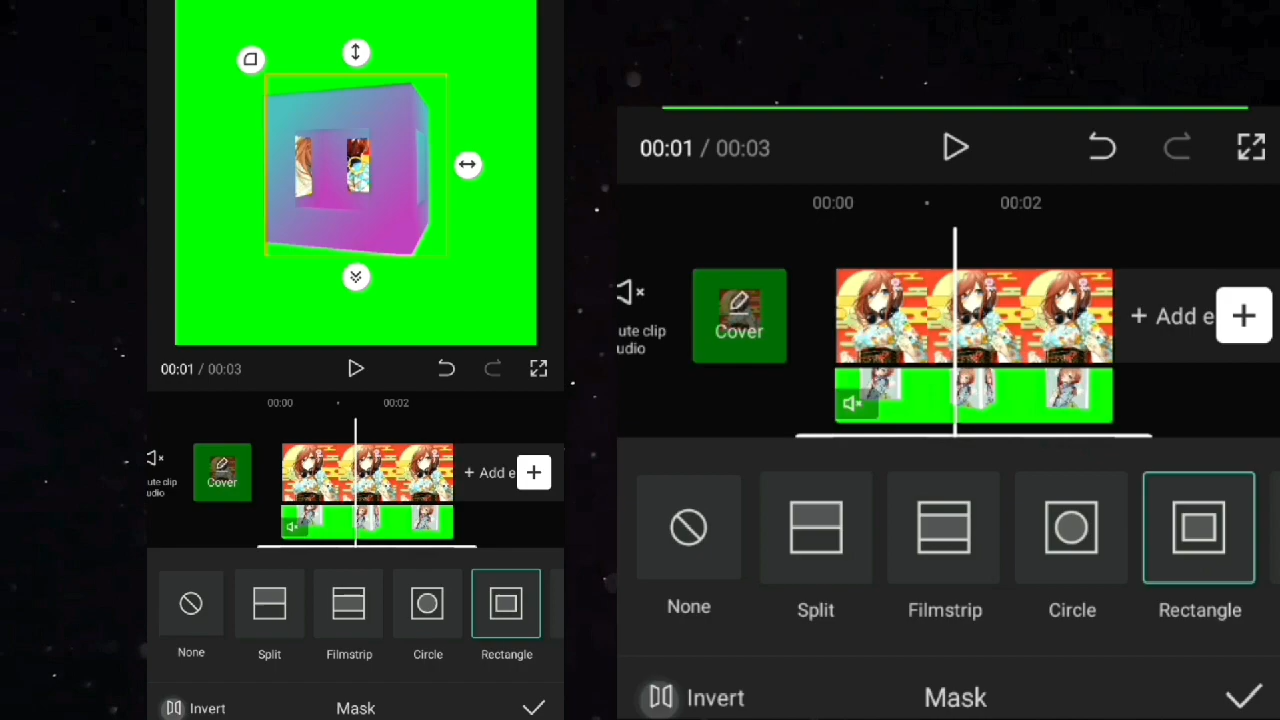 00:01 / 00:03
00:00
00:02
ute clip
udio
Cover
+ Add e
None
Split
Filmstrip
Circle
Rectangle
Invert
Mask
00:01 / 00:03
00:00
00:02
ute clip
udio
Cover
+ Add e
None
Split
Filmstrip
Circle
Rectangle
Invert
Mask